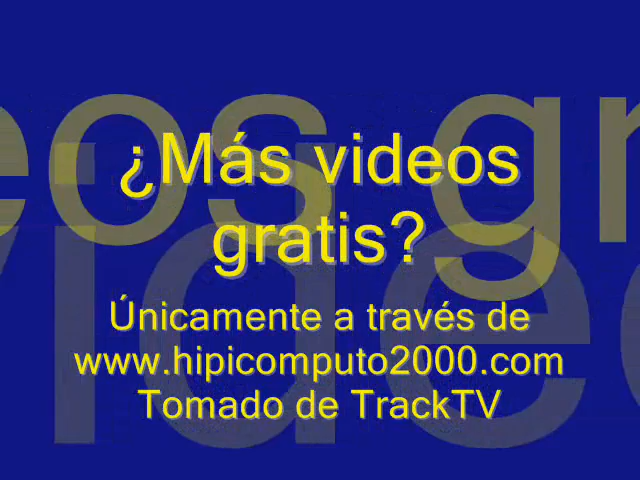 ¿Más videos
gratis?
Únicamente a través de
www.hipicomputo2000.com
Tomado de TrackTV